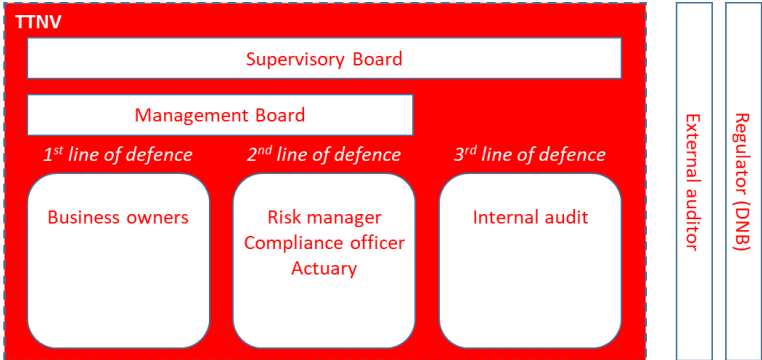 TTNV
Supervisory Board
Management Board
1st line of defence
2nd line of defence
3rd line of defence
Business owners
Risk manager
Compliance officer
Actuary
Internal audit
External auditor
Regulator (DNB)